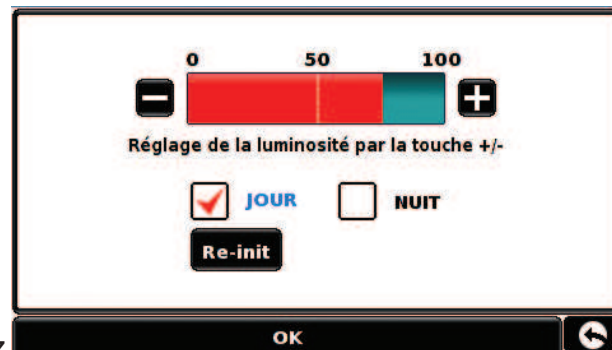 0 50 100
Réglage de la luminosité par la touche +/-
JOUR NUIT
Re-init
OK